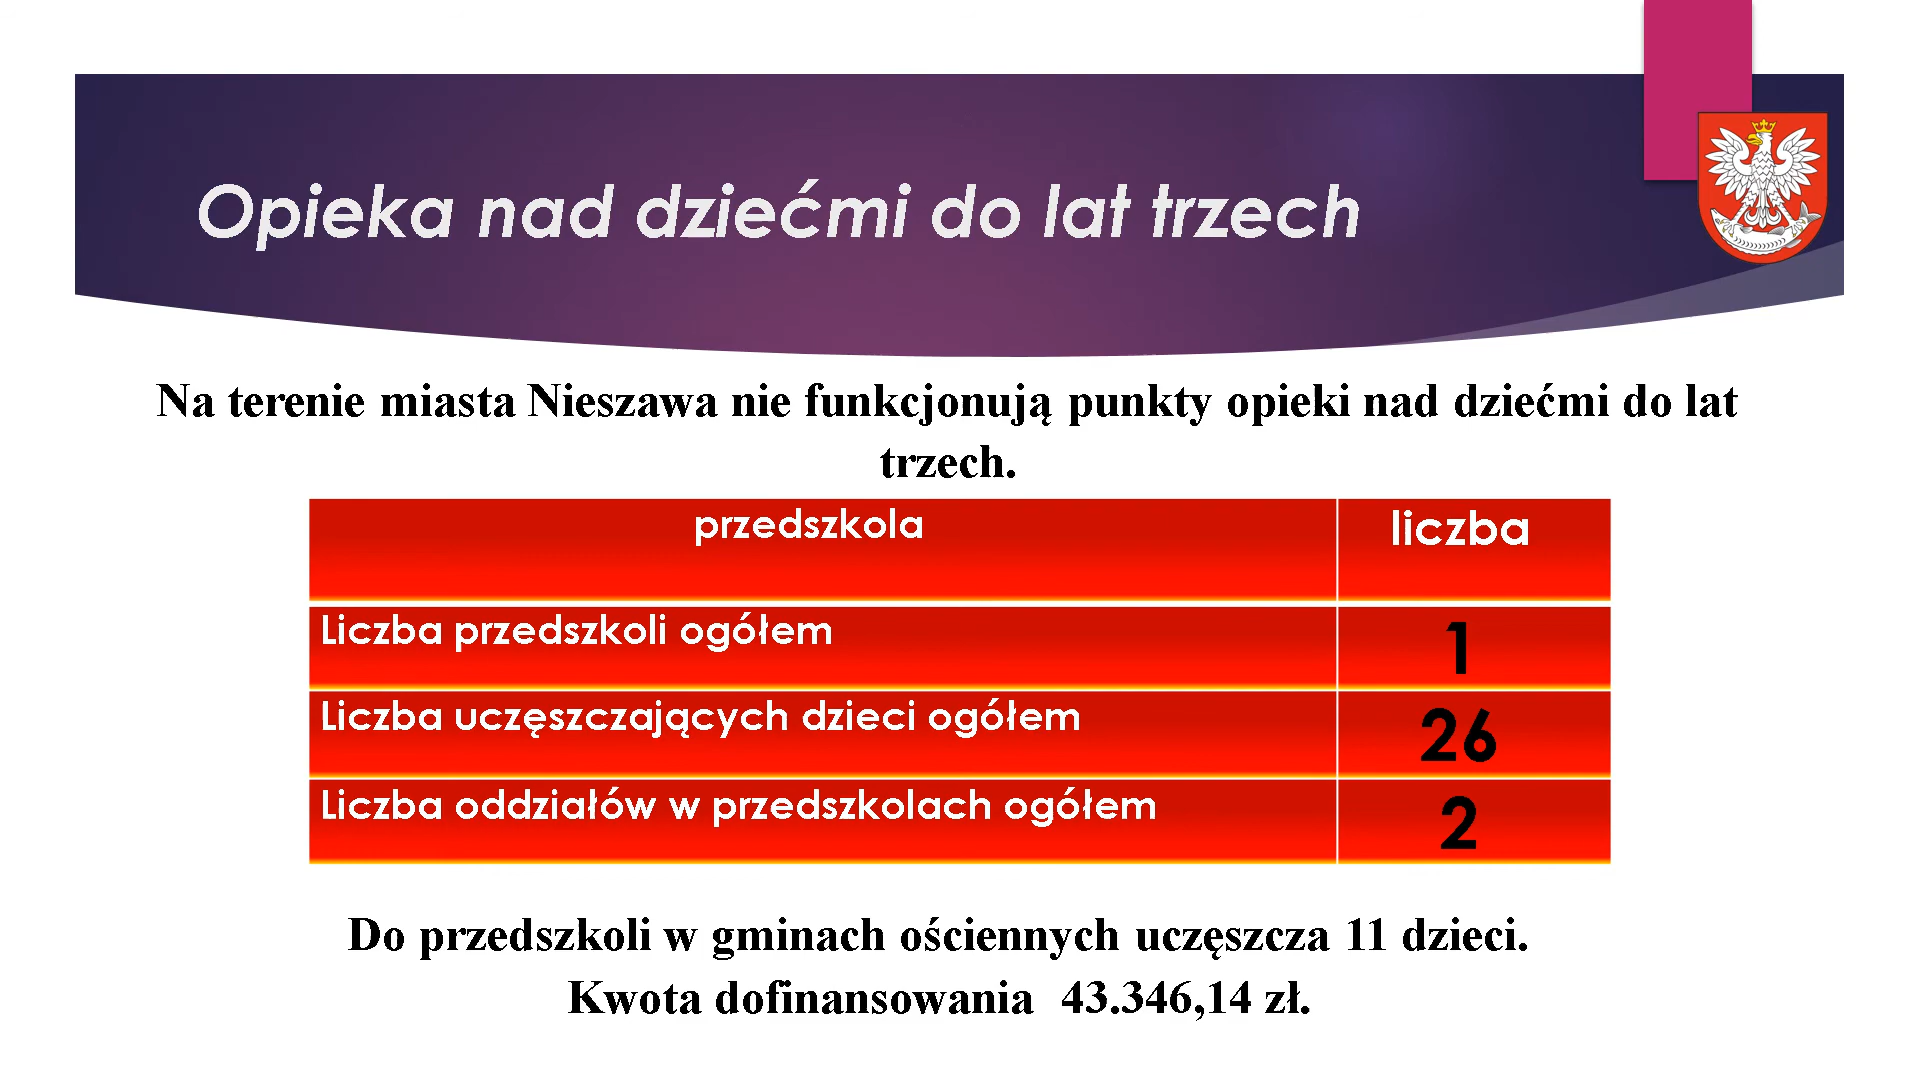 Opieka nad dziećmi do lat trzech
Na terenie miasta Nieszawa nie funkcjonują punkty opieki nad dziećmi do lat
trzech.
przedszkola liczba
Liczba przedszkoli ogółem 1
Liczba uczęszczających dzieci ogółem 26
Liczba oddziałów w przedszkolach ogółem 2
Do przedszkoli w gminach ościennych uczęszcza 11 dzieci.
Kwota dofinansowania 43.346,14 zł.